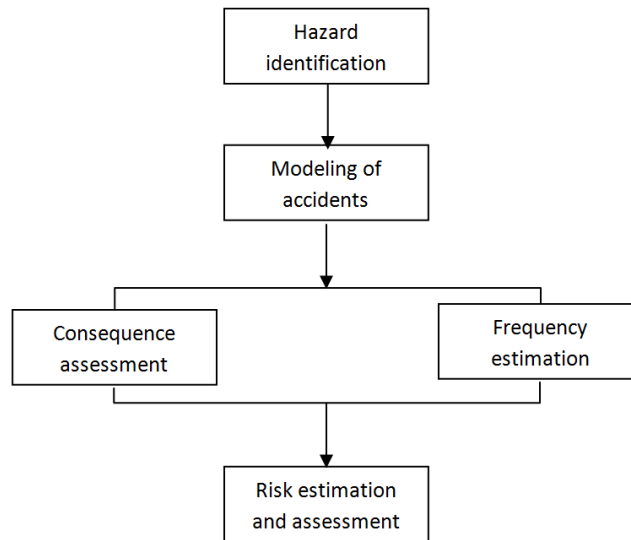 Hazard
identification
Modeling of
accidents
Consequence
assessment
Frequency
estimation
Risk estimation
and assessment